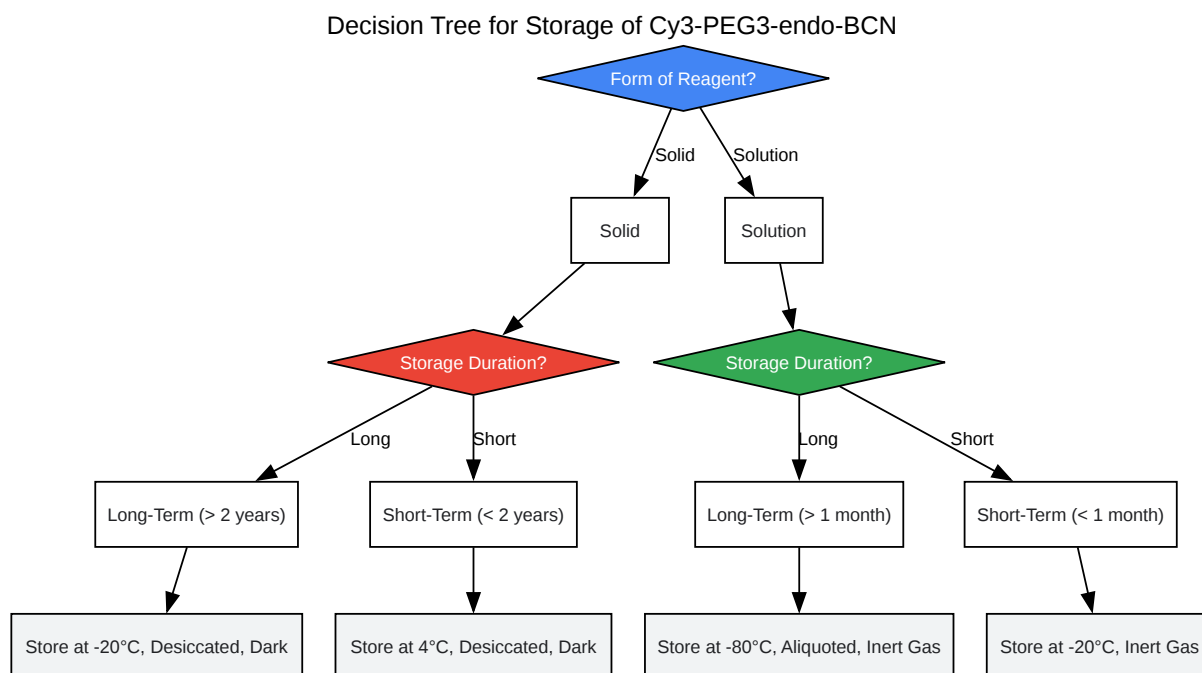 Decision Tree for Storage of Cy3-PEG3-endo-BCN
Form of Reagent?
Solid
Solution
Solid
Solution
Storage Duration?
Storage Duration?
Long
Short
Long
Short
Long-Term (> 2 years)
Short-Term (< 2 years)
Long-Term (> 1 month)
Short-Term (< 1 month)
Store at -20°C, Desiccated, Dark
Store at 4°C, Desiccated, Dark
Store at -80°C, Aliquoted, Inert Gas
Store at -20°C, Inert Gas